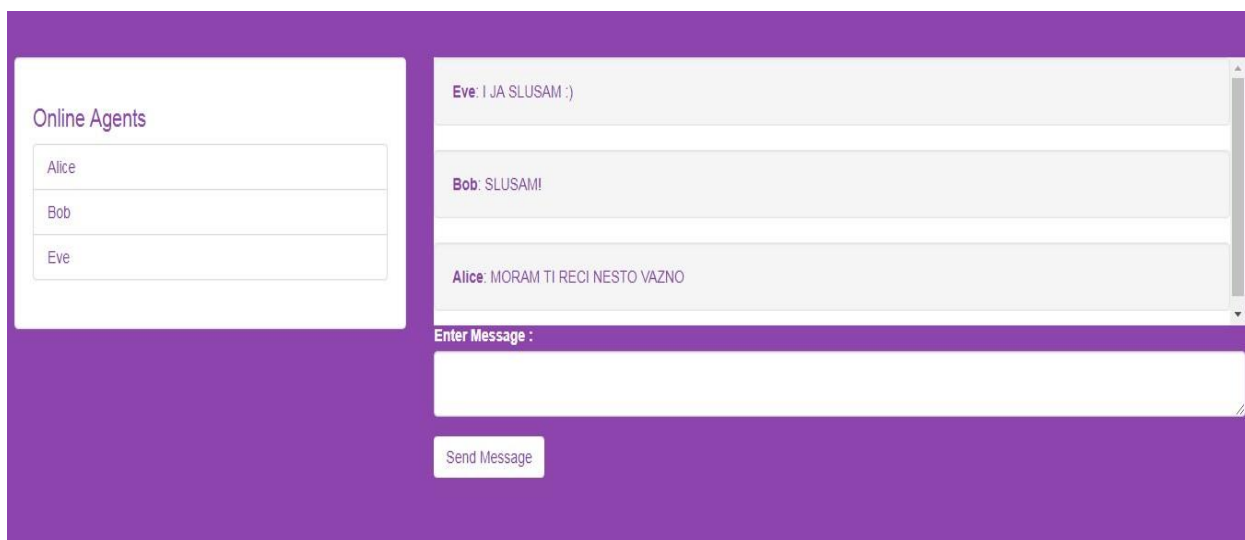 Online Agents
Alice
Bob
Eve
Eve: I JA SLUSAM :)
Bob: SLUSAM!
Alice: MORAM TI RECI NESTO VAZNO
Enter Message :
Send Message